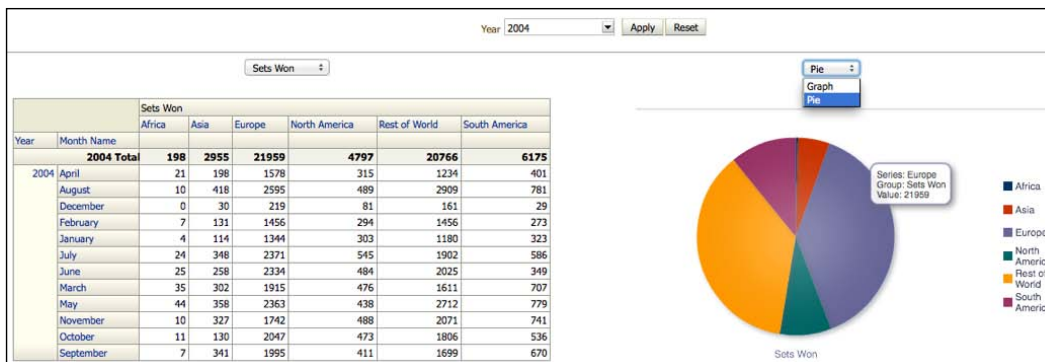 Year 2004 Apply Reset
Sets Won
Pie
Graph
Pie
Sets Won
Africa Asia Europe North America Rest of World South America
Year Month Name
2004 Total 198 2955 21959 4797 20766 6175
2004 April 21 198 1578 315 1234 401
August 10 418 2595 489 2909 781
December 0 30 219 81 161 29
February 7 131 1456 294 1456 273
January 4 114 1344 303 1180 323
July 24 348 2371 545 1902 586
June 25 258 2334 484 2025 349
March 35 302 1915 476 1611 707
May 44 358 2363 438 2712 779
November 10 327 1742 488 2071 741
October 11 130 2047 473 1806 536
September 7 341 1995 411 1699 670
Series: Europe
Group: Sets Won
Value: 21959
Africa
Asia
Europe
North
Americ
Rest of
World
South
Americ
Sets Won